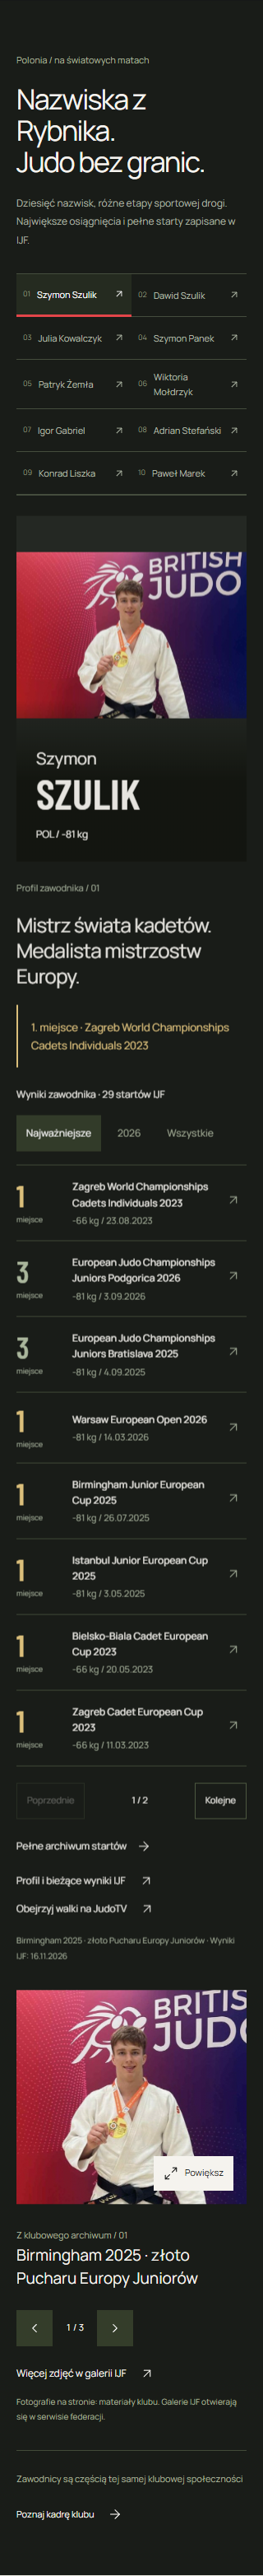 Polonia / na światowych matach
Nazwiska z
Rybnika.
Judo bez granic.
Dziesięć nazwisk, różne etapy sportowej drogi.
Największe osiągnięcia i pełne starty zapisane w
IJF.
01 Szymon Szulik
02 Dawid Szulik
03 Julia Kowalczyk
04 Szymon Panek
05 Patryk Żemła
06 Wiktoria
Mołdrzyk
07 Igor Gabriel
08 Adrian Stefański
09 Konrad Liszka
10 Paweł Marek
BRITISH
JUDO
Szymon
SZULIK
POL / -81 kg
Profil zawodnika / 01
Mistrz świata kadetów.
Medalista mistrzostw
Europy.
1. miejsce · Zagreb World Championships
Cadets Individuals 2023
Wyniki zawodnika · 29 startów IJF
Najważniejsze
2026
Wszystkie
1
miejsce
Zagreb World Championships
Cadets Individuals 2023
-66 kg / 23.08.2023
3
miejsce
European Judo Championships
Juniors Podgorica 2026
-81 kg / 3.09.2026
3
miejsce
European Judo Championships
Juniors Bratislava 2025
-81 kg / 4.09.2025
1
miejsce
Warsaw European Open 2026
-81 kg / 14.03.2026
1
miejsce
Birmingham Junior European
Cup 2025
-81 kg / 26.07.2025
1
miejsce
Istanbul Junior European Cup
2025
-81 kg / 3.05.2025
1
miejsce
Bielsko-Biala Cadet European
Cup 2023
-66 kg / 20.05.2023
1
miejsce
Zagreb Cadet European Cup
2023
-66 kg / 11.03.2023
Poprzednie
1 / 2
Kolejne
Pełne archiwum startów
Profil i bieżące wyniki IJF
Obejrzyj walki na JudoTV
Birmingham 2025 · złoto Pucharu Europy Juniorów · Wyniki
IJF: 16.11.2026
BRITIS
JUDO
Powiększ
Z klubowego archiwum / 01
Birmingham 2025 · złoto
Pucharu Europy Juniorów
1 / 3
Więcej zdjęć w galerii IJF
Fotografie na stronie: materiały klubu. Galerie IJF otwierają
się w serwisie federacji.
Zawodnicy są częścią tej samej klubowej społeczności
Poznaj kadrę klubu